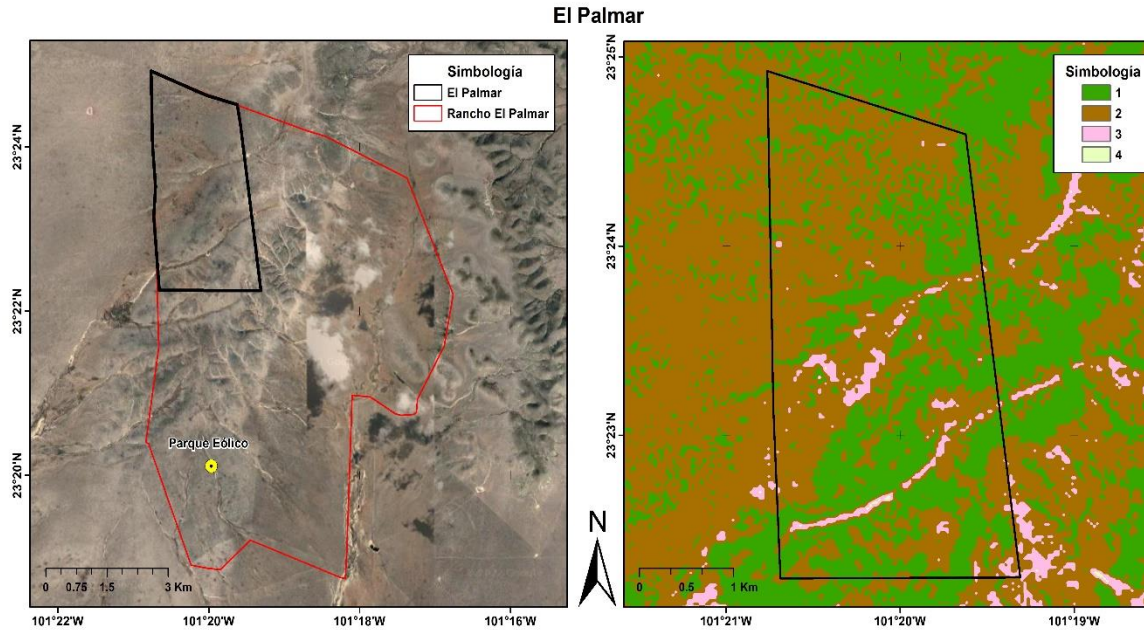 El Palmar
Simbología
El Palmar
Rancho El Palmar
23°24'N
23°22'N
23°20'N
Parque Eólico
0 0.75 1.5 3 Km
101°22'W 101°20'W 101°18'W 101°16'W
N
Simbología
1
2
3
4
23°25'N
23°24'N
23°23'N
0 0.5 1 Km
101°21'W 101°20'W 101°19'W